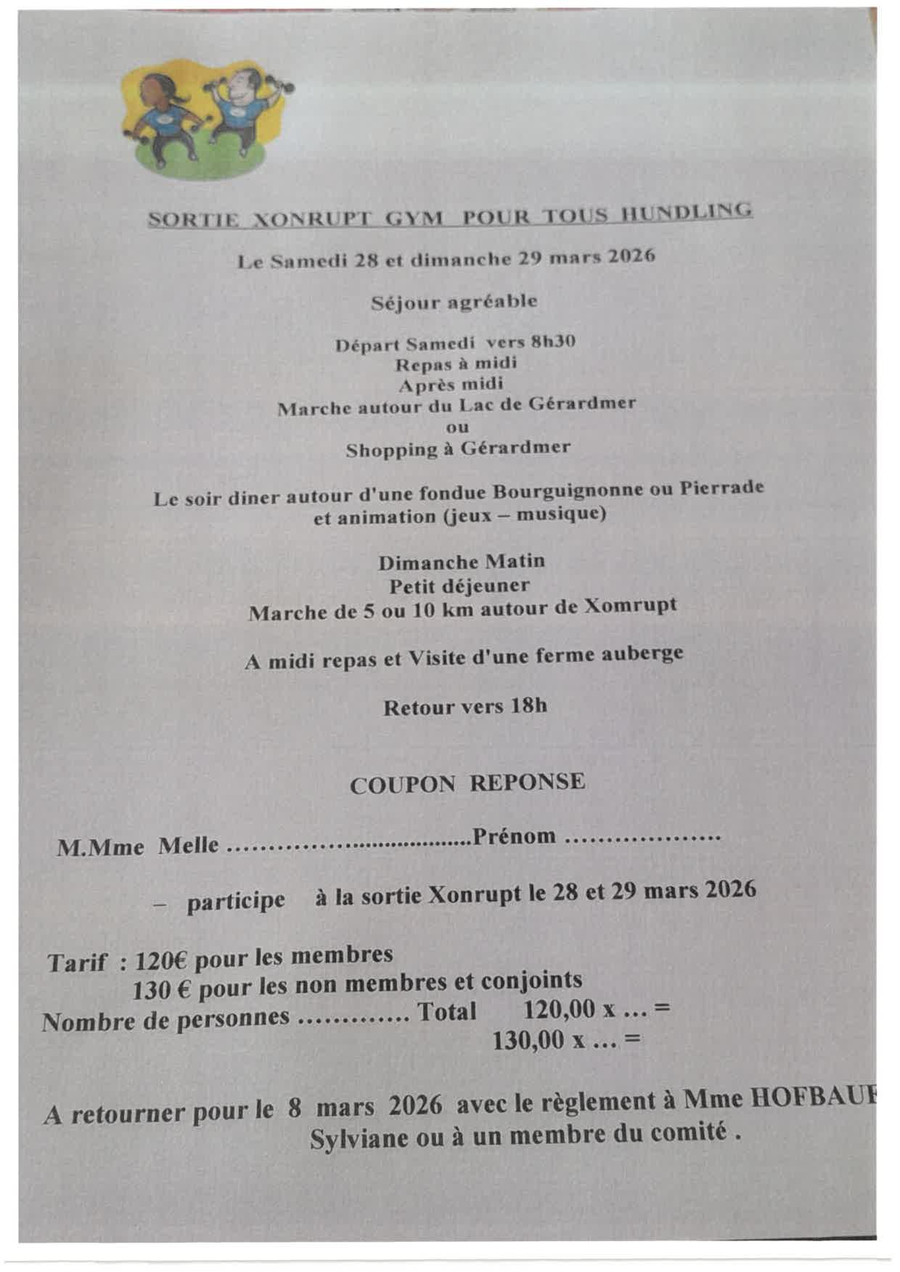 SORTIE XONRUPT GYM POUR TOUS HUNDLING
Le Samedi 28 et dimanche 29 mars 2026
Séjour agréable
Départ Samedi vers 8h30
Repas à midi
Après midi
Marche autour du Lac de Gérardmer
ou
Shopping à Gérardmer
Le soir diner autour d'une fondue Bourguignonne ou Pierrade
et animation (jeux – musique)
Dimanche Matin
Petit déjeuner
Marche de 5 ou 10 km autour de Xomrupt
A midi repas et Visite d'une ferme auberge
Retour vers 18h
COUPON REPONSE
M.Mme Melle ....................................Prénom ...................
– participe à la sortie Xonrupt le 28 et 29 mars 2026
Tarif : 120€ pour les membres
130 € pour les non membres et conjoints
Nombre de personnes ............. Total 120,00 x ... =
130,00 x ... =
A retourner pour le 8 mars 2026 avec le règlement à Mme HOFBAUE
Sylviane ou à un membre du comité .